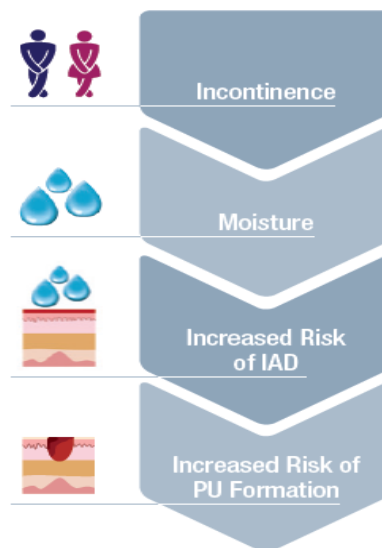 Incontinence
Moisture
Increased Risk
of IAD
Increased Risk of
PU Formation